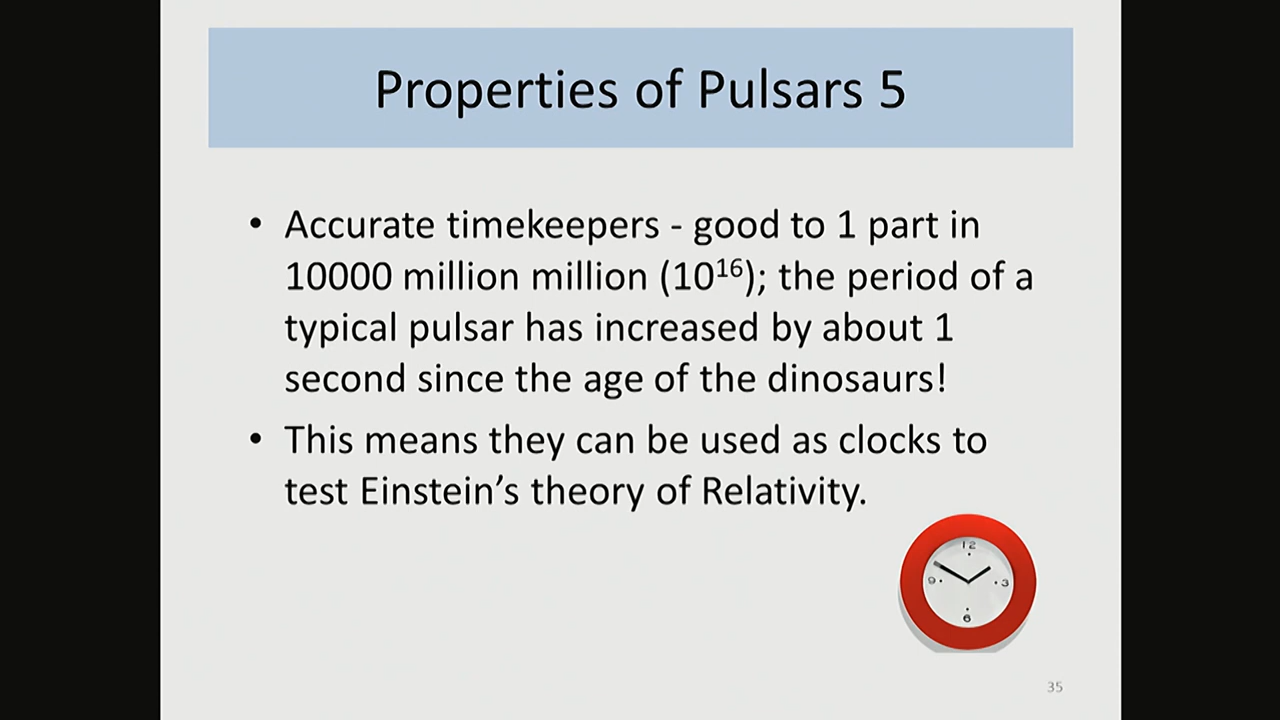 Properties of Pulsars 5
• Accurate timekeepers - good to 1 part in
10000 million million (10¹⁶); the period of a
typical pulsar has increased by about 1
second since the age of the dinosaurs!
• This means they can be used as clocks to
test Einstein’s theory of Relativity.
12
9
3
6
35